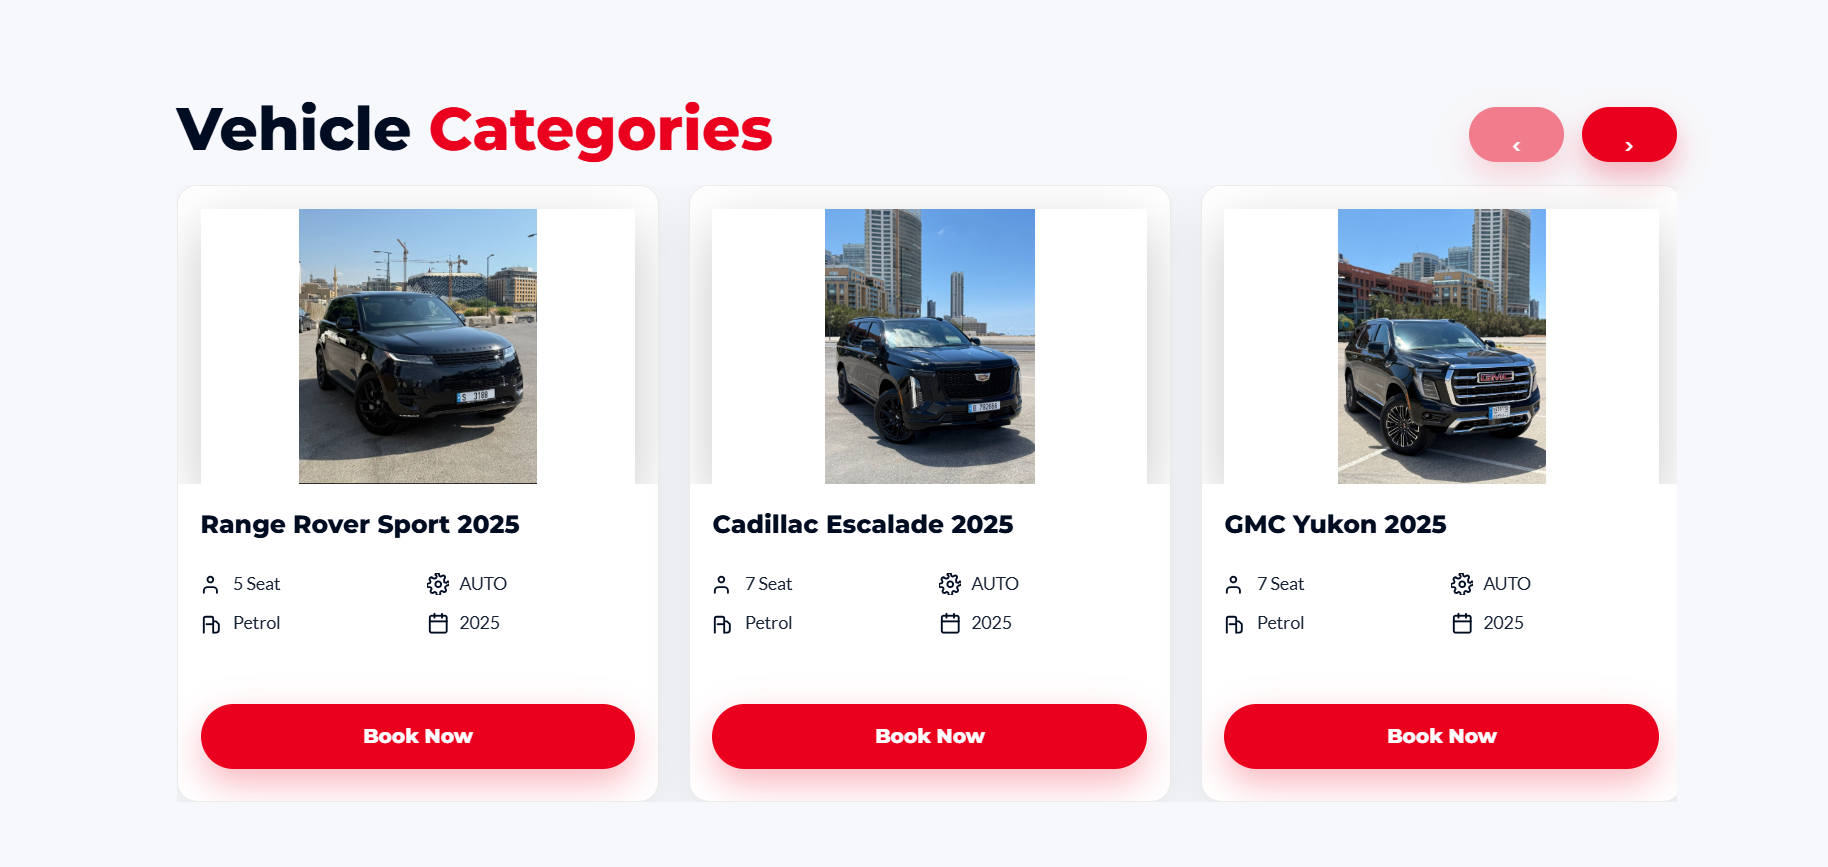 Vehicle Categories
‹ ›
Range Rover Sport 2025
5 Seat
AUTO
Petrol
2025
Book Now
Cadillac Escalade 2025
7 Seat
AUTO
Petrol
2025
Book Now
GMC
GMC Yukon 2025
7 Seat
AUTO
Petrol
2025
Book Now